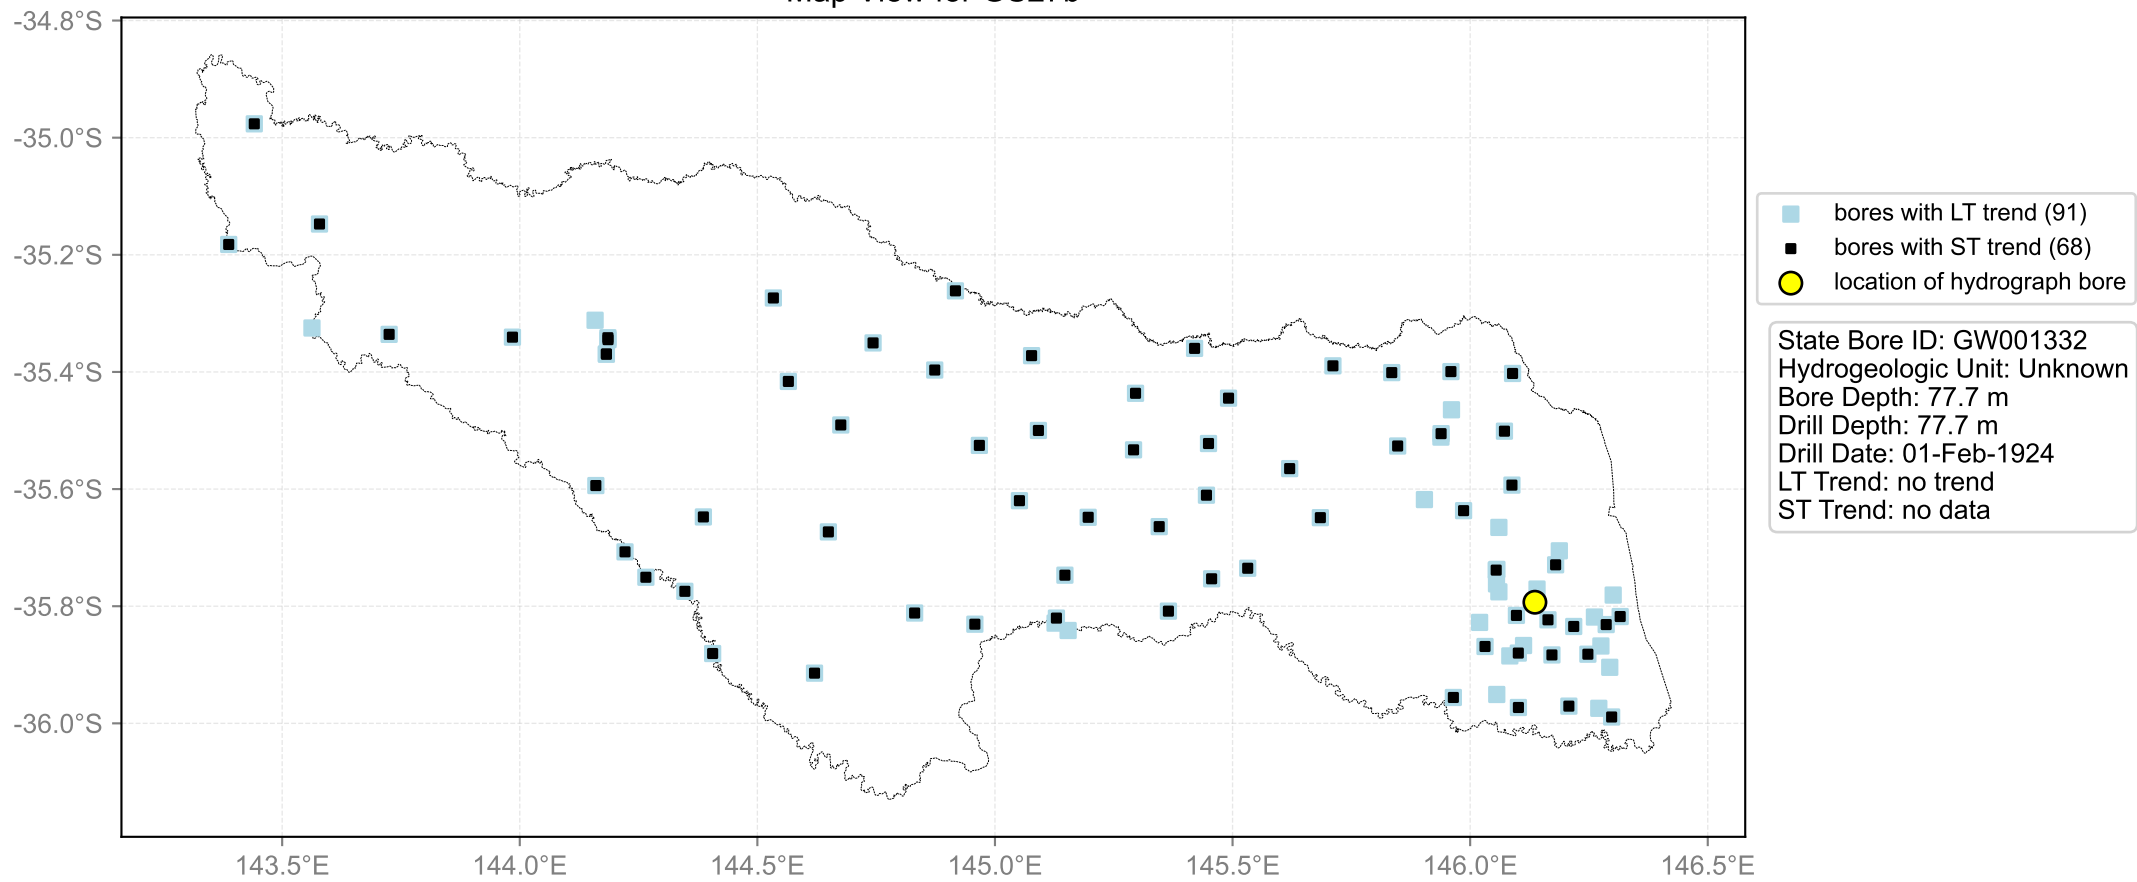 -34.8°S
-35.0°S
-35.2°S
-35.4°S
-35.6°S
-35.8°S
-36.0°S
143.5°E 144.0°E 144.5°E 145.0°E 145.5°E 146.0°E 146.5°E
bores with LT trend (91)
bores with ST trend (68)
location of hydrograph bore
State Bore ID: GW001332
Hydrogeologic Unit: Unknown
Bore Depth: 77.7 m
Drill Depth: 77.7 m
Drill Date: 01-Feb-1924
LT Trend: no trend
ST Trend: no data